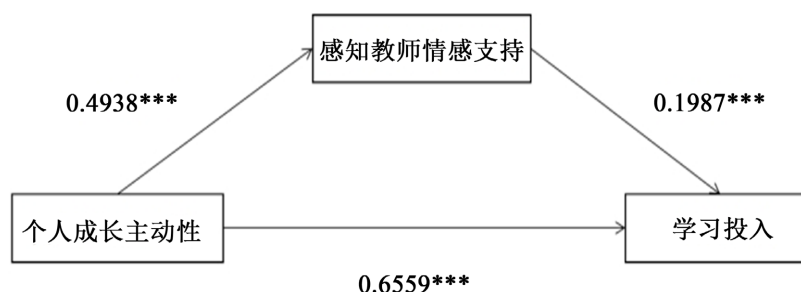 感知教师情感支持
0.4938***
0.1987***
个人成长主动性
学习投入
0.6559***